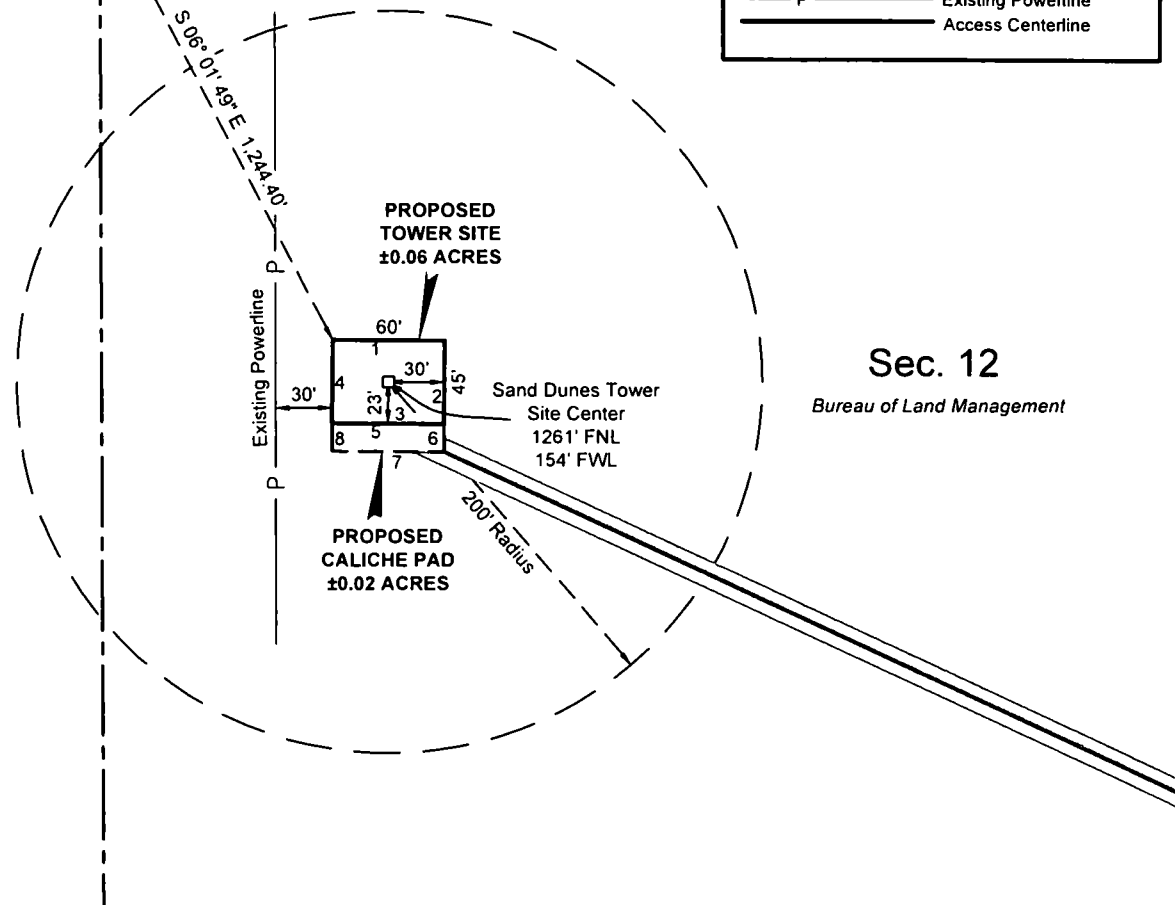 P Existing Powerline
Access Centerline
S 06° 01' 49" E 1,244.40'
PROPOSED
TOWER SITE
±0.06 ACRES
P
Existing Powerline
60'
1
30'
4
2
45'
30'
23'
3
5
8
6
7
Sand Dunes Tower
Site Center
1261' FNL
154' FWL
Sec. 12
Bureau of Land Management
P
PROPOSED
CALICHE PAD
±0.02 ACRES
200' Radius